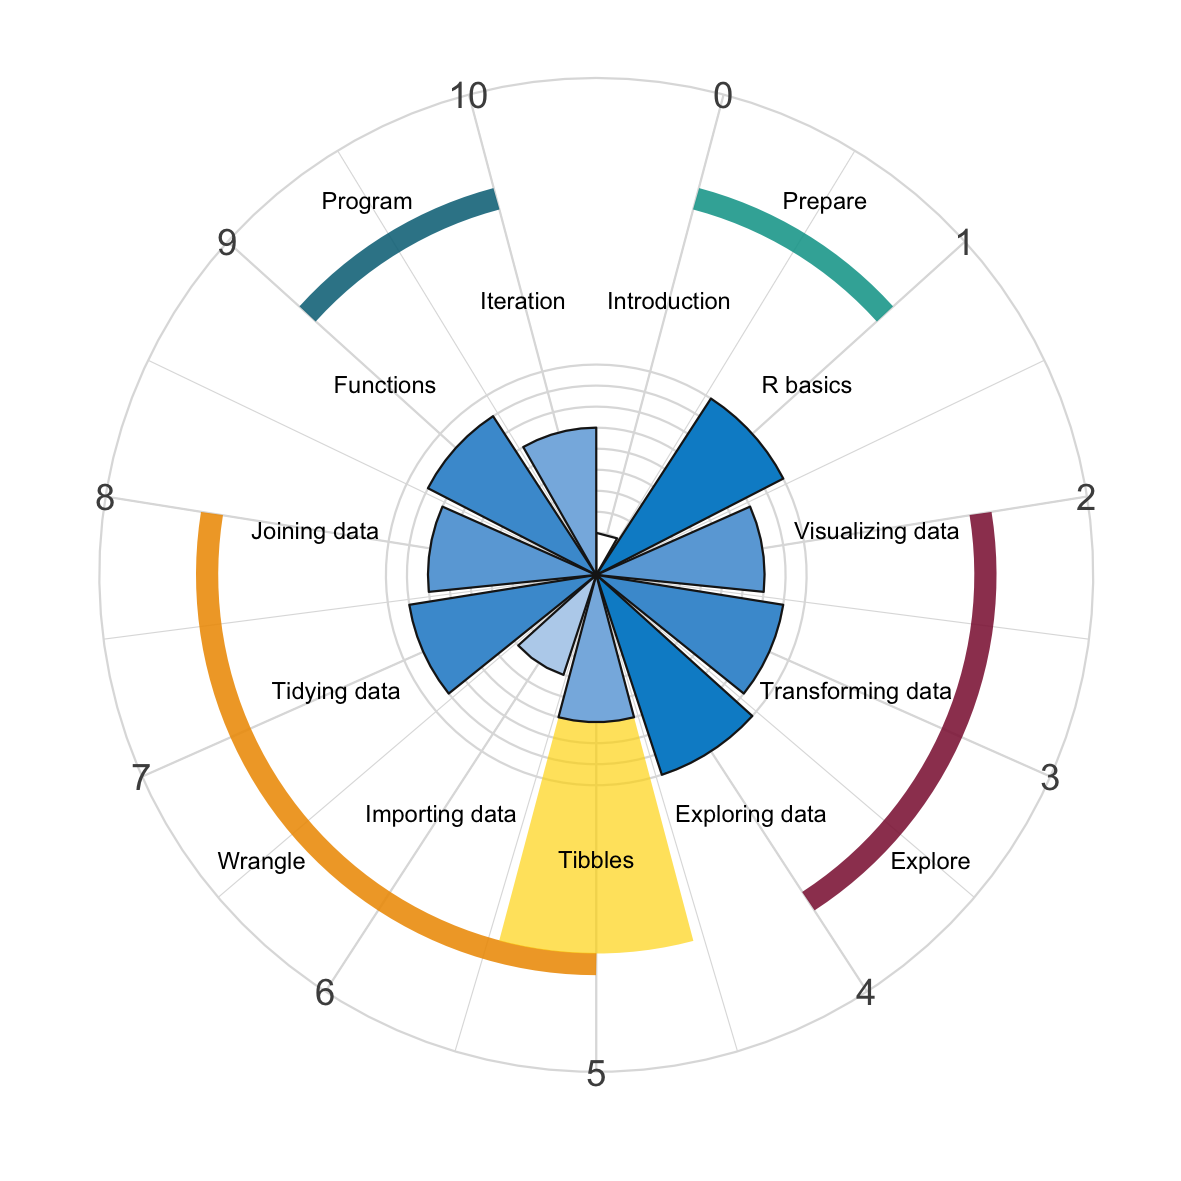 10
0
Program
Prepare
9
1
Iteration
Introduction
Functions
R basics
8
2
Joining data
Visualizing data
Tidying data
Transforming data
7
3
Importing data
Exploring data
Wrangle
Tibbles
Explore
6
4
5